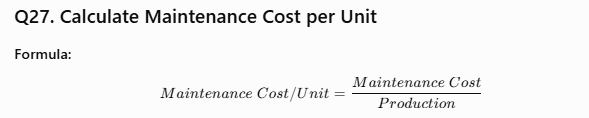 Q27. Calculate Maintenance Cost per Unit
Formula:
Maintenance Cost/Unit = Maintenance Cost / Production